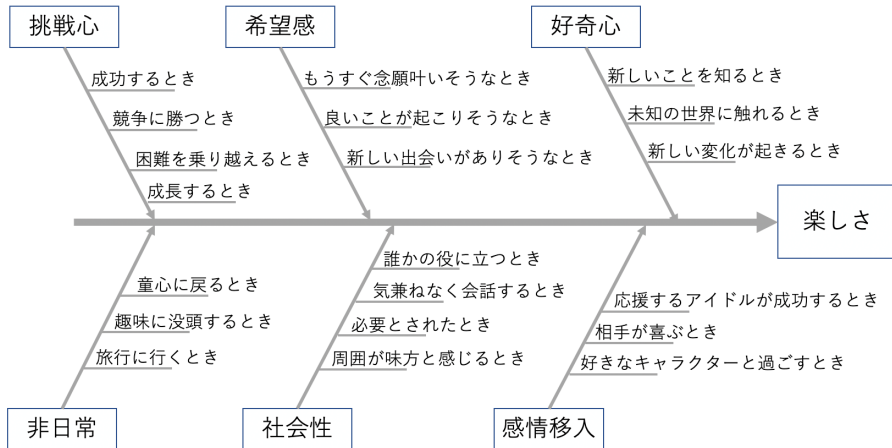 挑戦心
成功するとき
競争に勝つとき
困難を乗り越えるとき
成長するとき
希望感
もうすぐ念願叶いそうなとき
良いことが起こりそうなとき
新しい出会いがありそうなとき
好奇心
新しいことを知るとき
未知の世界に触れるとき
新しい変化が起きるとき
楽しさ
童心に戻るとき
趣味に没頭するとき
旅行に行くとき
非日常
誰かの役に立つとき
気兼ねなく会話するとき
必要とされたとき
周囲が味方と感じるとき
社会性
応援するアイドルが成功するとき
相手が喜ぶとき
好きなキャラクターと過ごすとき
感情移入